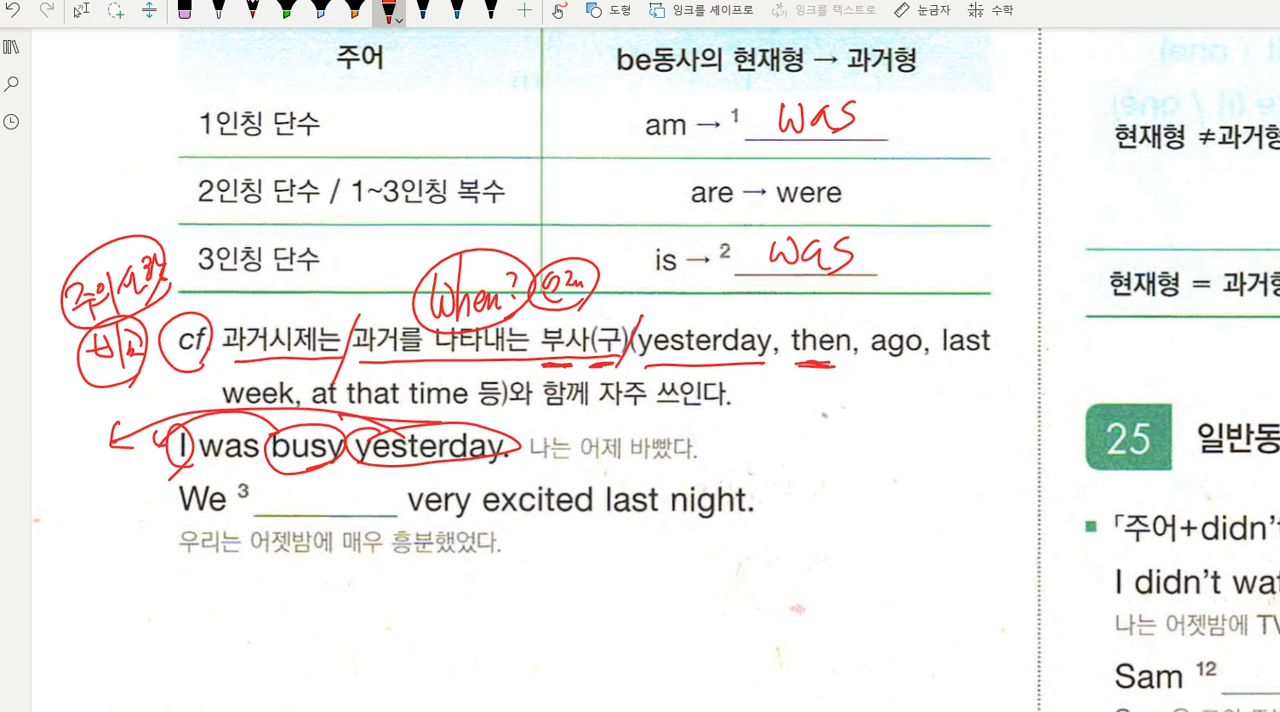 도형 잉크를 셰이프로 잉크를 텍스트로 눈금자 수학
주어 be동사의 현재형 → 과거형
1인칭 단수 am → 1 was
2인칭 단수 / 1~3인칭 복수 are → were
3인칭 단수 is → 2 was
주의사항 When?
비교 cf 과거시제는/과거를 나타내는 부사(구)/(yesterday, then, ago, last
week, at that time 등)와 함께 자주 쓰인다.
I was busy yesterday. 나는 어제 바빴다.
We 3 ________ very excited last night.
우리는 어젯밤에 매우 흥분했었다.
현재형 ≠과거형
현재형 = 과거형
25 일반동
「주어+didn't
I didn't wat
나는 어젯밤에 TV
Sam 12